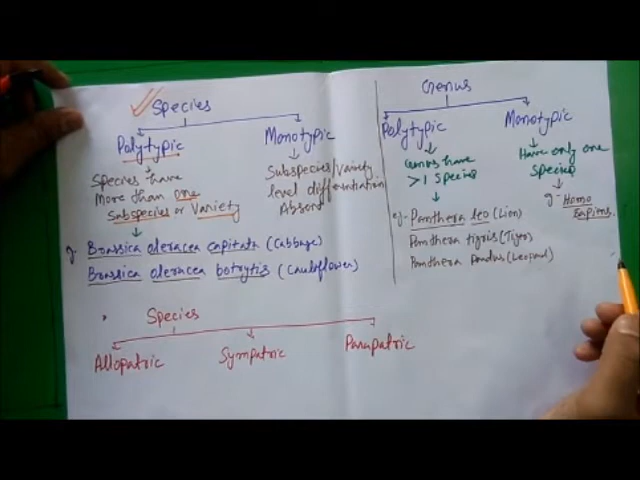 Species
Polytypic
Species have
More than one
Subspecies or Variety
Monotypic
Subspecies/Variety
level differentiation
Absent
g- Brassica oleracea capitata (Cabbage)
Brassica oleracea botrytis (Cauliflower)
Genus
Polytypic
Genus have
>1 Species
eg- Panthera leo (Lion)
Panthera tigris (Tiger)
Panthera pardus (Leopard)
Monotypic
Have only one
Species
eg- Homo
Sapiens.
Species
Allopatric
Sympatric
Parapatric